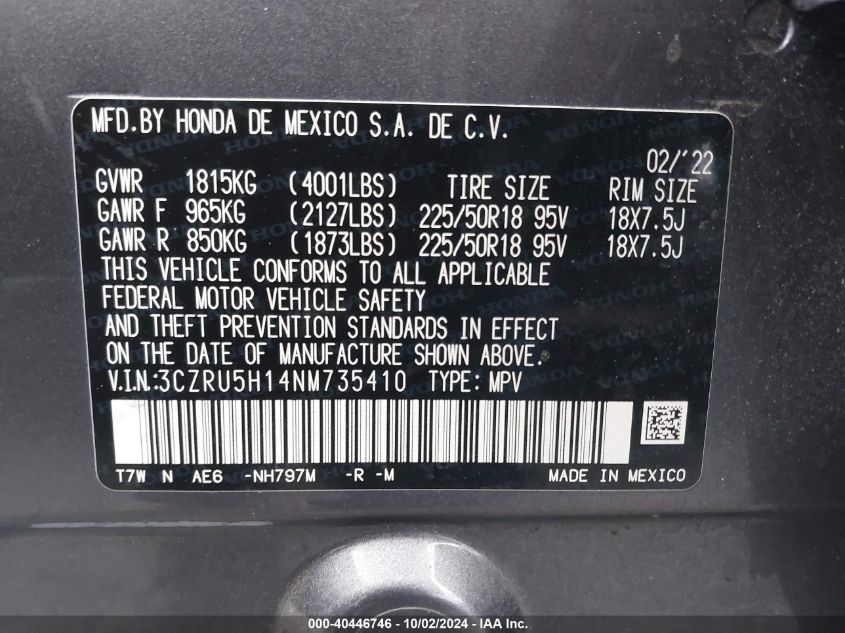 MFD.BY HONDA DE MEXICO S.A. DE C.V.
02/'22
GVWR 1815KG (4001LBS) TIRE SIZE RIM SIZE
GAWR F 965KG (2127LBS) 225/50R18 95V 18X7.5J
GAWR R 850KG (1873LBS) 225/50R18 95V 18X7.5J
THIS VEHICLE CONFORMS TO ALL APPLICABLE
FEDERAL MOTOR VEHICLE SAFETY
AND THEFT PREVENTION STANDARDS IN EFFECT
ON THE DATE OF MANUFACTURE SHOWN ABOVE.
V.I.N.:3CZRU5H14NM735410 TYPE: MPV
T7W N AE6 -NH797M -R -M MADE IN MEXICO
000-40446746 - 10/02/2024 - IAA Inc.